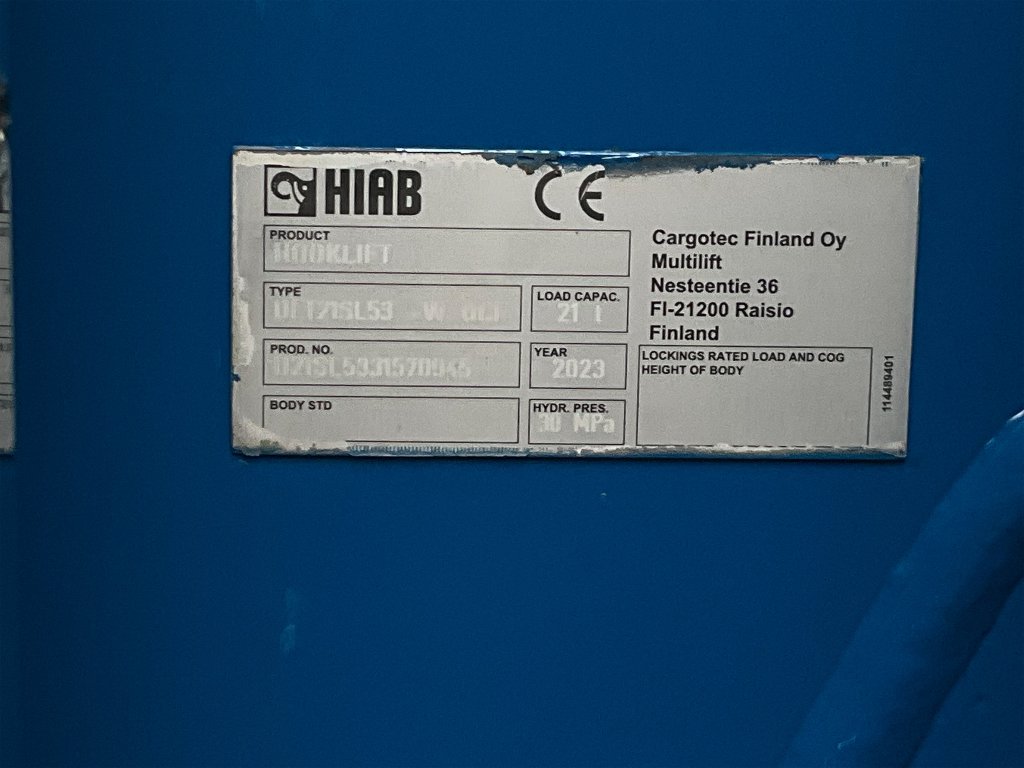 HIAB
CE
PRODUCT
HOOKLIFT
TYPE
LOAD CAPAC.
21 T
PROD. NO.
YEAR
2023
BODY STD
HYDR. PRES.
30 MPa
Cargotec Finland Oy
Multilift
Nesteentie 36
FI-21200 Raisio
Finland
LOCKINGS RATED LOAD AND COG
HEIGHT OF BODY
114489401